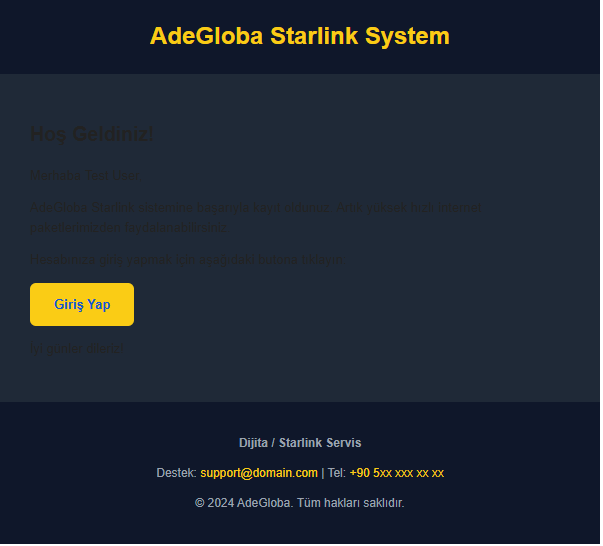 AdeGloba Starlink System
Hoş Geldiniz!
Merhaba Test User,
AdeGloba Starlink sistemine başarıyla kayıt oldunuz. Artık yüksek hızlı internet
paketlerimizden faydalanabilirsiniz.
Hesabınıza giriş yapmak için aşağıdaki butona tıklayın:
Giriş Yap
İyi günler dileriz!
Dijita / Starlink Servis
Destek: support@domain.com | Tel: +90 5xx xxx xx xx
© 2024 AdeGloba. Tüm hakları saklıdır.